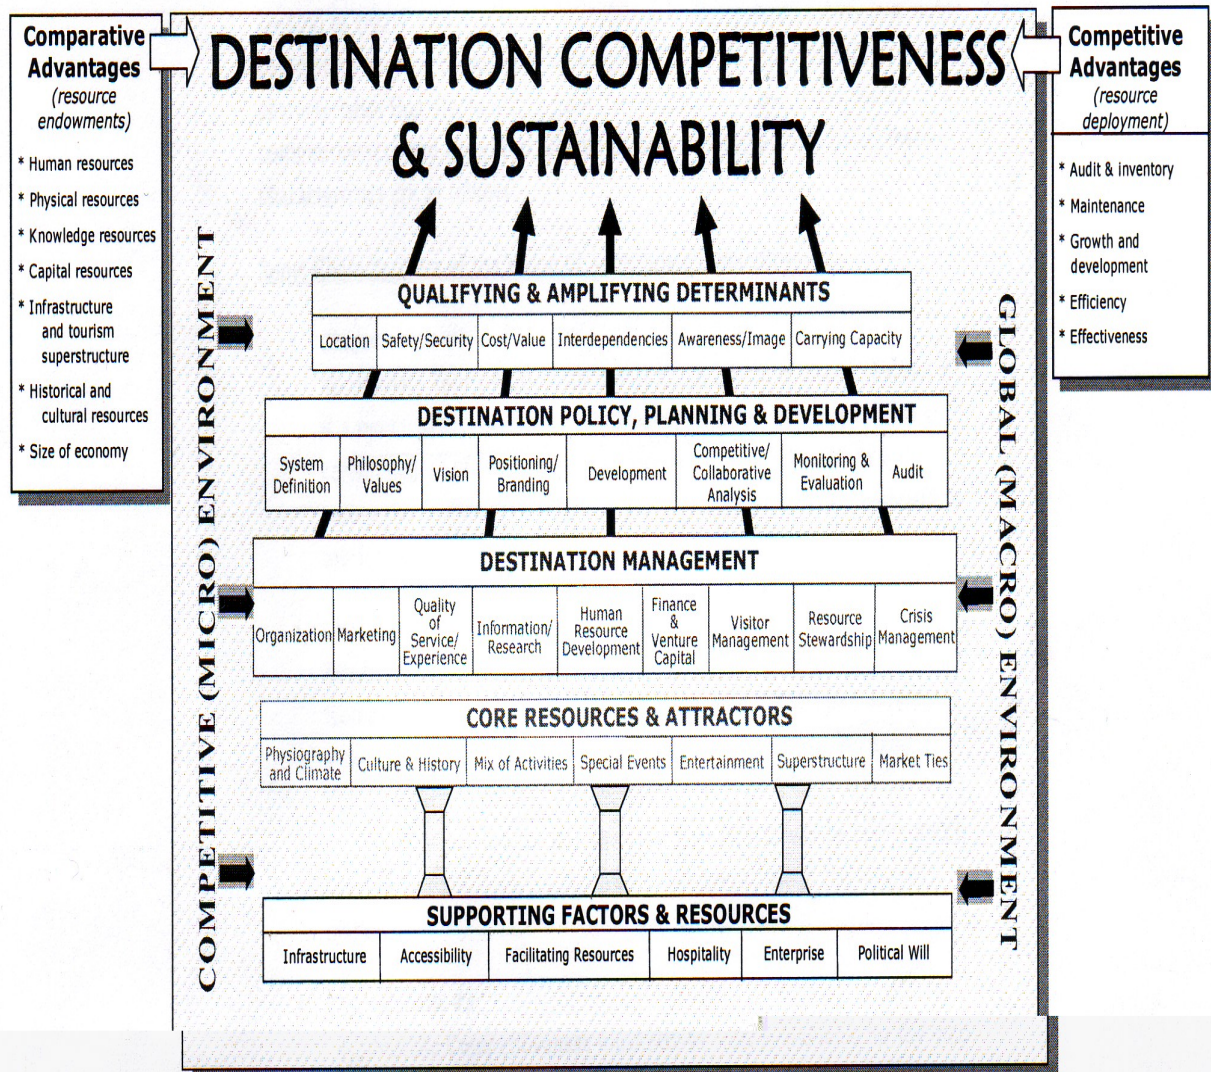 Comparative
Advantages
(resource
endowments)
* Human resources
* Physical resources
* Knowledge resources
* Capital resources
* Infrastructure
and tourism
superstructure
* Historical and
cultural resources
* Size of economy
DESTINATION COMPETITIVENESS
& SUSTAINABILITY
Competitive
Advantages
(resource
deployment)
* Audit & inventory
* Maintenance
* Growth and
development
* Efficiency
* Effectiveness
COMPETITIVE (MICRO) ENVIRONMENT
GLOBAL (MACRO) ENVIRONMENT
QUALIFYING & AMPLIFYING DETERMINANTS
Location
Safety/Security
Cost/Value
Interdependencies
Awareness/Image
Carrying Capacity
DESTINATION POLICY, PLANNING & DEVELOPMENT
System
Definition
Philosophy/
Values
Vision
Positioning/
Branding
Development
Competitive/
Collaborative
Analysis
Monitoring &
Evaluation
Audit
DESTINATION MANAGEMENT
Organization
Marketing
Quality
of
Service/
Experience
Information/
Research
Human
Resource
Development
Finance
&
Venture
Capital
Visitor
Management
Resource
Stewardship
Crisis
Management
CORE RESOURCES & ATTRACTORS
Physiography
and Climate
Culture & History
Mix of Activities
Special Events
Entertainment
Superstructure
Market Ties
SUPPORTING FACTORS & RESOURCES
Infrastructure
Accessibility
Facilitating Resources
Hospitality
Enterprise
Political Will